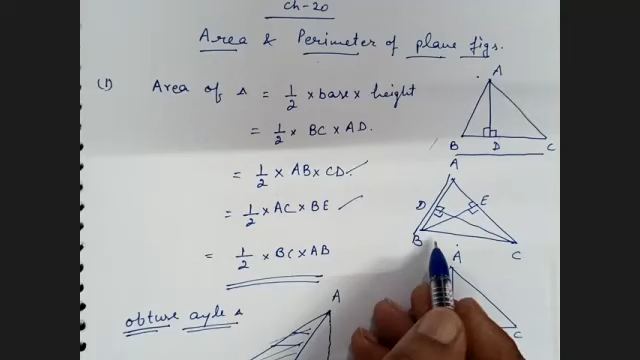 Ch-20
Area & Perimeter of plane figs.
(1) Area of Δ = 1/2 × base × height
= 1/2 × BC × AD.
= 1/2 × AB × CD ✓
= 1/2 × AC × BE ✓
= 1/2 × BC × AB
obtuse angle Δ
A
B D C
A
D E
B C
A
C
A